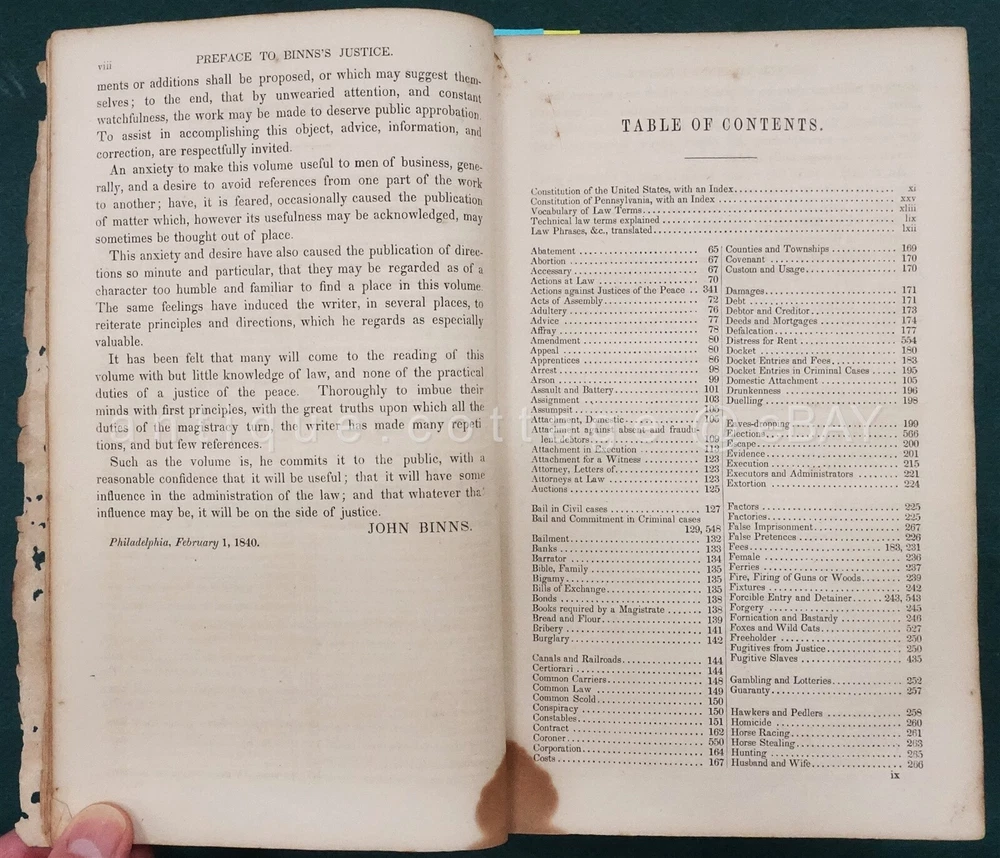 viii
PREFACE TO BINNS'S JUSTICE.
ments or additions shall be proposed, or which may suggest them-
selves; to the end, that by unwearied attention, and constant
watchfulness, the work may be made to deserve public approbation.
To assist in accomplishing this object, advice, information, and
correction, are respectfully invited.
An anxiety to make this volume useful to men of business, gene-
rally, and a desire to avoid references from one part of the work
to another; have, it is feared, occasionally caused the publication
of matter which, however its usefulness may be acknowledged, may
sometimes be thought out of place.
This anxiety and desire have also caused the publication of direc-
tions so minute and particular, that they may be regarded as of a
character too humble and familiar to find a place in this volume.
The same feelings have induced the writer, in several places, to
reiterate principles and directions, which he regards as especially
valuable.
It has been felt that many will come to the reading of this
volume with but little knowledge of law, and none of the practical
duties of a justice of the peace. Thoroughly to imbue their
minds with first principles, with the great truths upon which all the
duties of the magistracy turn, the writer has made many repeti
tions, and but few references.
Such as the volume is, he commits it to the public, with a
reasonable confidence that it will be useful; that it will have some
influence in the administration of the law; and that whatever tha'
influence may be, it will be on the side of justice.
JOHN BINNS.
Philadelphia, February 1, 1840.
TABLE OF CONTENTS.
Constitution of the United States, with an Index xi
Constitution of Pennsylvania, with an Index xxv
Vocabulary of Law Terms xliii
Technical law terms explained lix
Law Phrases, &c., translated lxii
Abatement 65
Abortion 67
Accessary 67
Actions at Law 70
Actions against Justices of the Peace 341
Acts of Assembly 72
Adultery 76
Advice 77
Affray 78
Amendment 80
Appeal 80
Apprentices 86
Arrest 98
Arson 99
Assault and Battery 101
Assignment 103
Assumpsit 105
Attachment, Domestic 105
Attachment against absent and fraudu-
lent debtors 109
Attachment in Execution 113
Attachment for a Witness 123
Attorney, Letters of 123
Attorneys at Law 123
Auctions 125
Bail in Civil cases 127
Bail and Commitment in Criminal cases
129, 548
Bailment 132
Banks 133
Barrator 134
Bible, Family 135
Bigamy 135
Bills of Exchange 135
Bonds 138
Books required by a Magistrate 138
Bread and Flour 139
Bribery 141
Burglary 142
Canals and Railroads 144
Certiorari 144
Common Carriers 148
Common Law 149
Common Scold 150
Conspiracy 150
Constables 151
Contract 162
Coroner 550
Corporation 164
Costs 167
Counties and Townships 169
Covenant 170
Custom and Usage 170
Damages 171
Debt 171
Debtor and Creditor 173
Deeds and Mortgages 174
Defalcation 177
Distress for Rent 554
Docket 180
Docket Entries and Fees 183
Docket Entries in Criminal Cases 195
Domestic Attachment 105
Drunkenness 196
Duelling 198
Eaves-dropping 199
Elections 566
Escape 200
Evidence 201
Execution 215
Executors and Administrators 221
Extortion 224
Factors 225
Factories 225
False Imprisonment 267
False Pretences 226
Fees 183, 231
Female 236
Ferries 237
Fire, Firing of Guns or Woods 239
Fixtures 242
Forcible Entry and Detainer 243, 543
Forgery 245
Fornication and Bastardy 246
Foxes and Wild Cats 527
Freeholder 250
Fugitives from Justice 250
Fugitive Slaves 435
Gambling and Lotteries 252
Guaranty 257
Hawkers and Pedlers 258
Homicide 260
Horse Racing 261
Horse Stealing 263
Hunting 265
Husband and Wife 266
ix